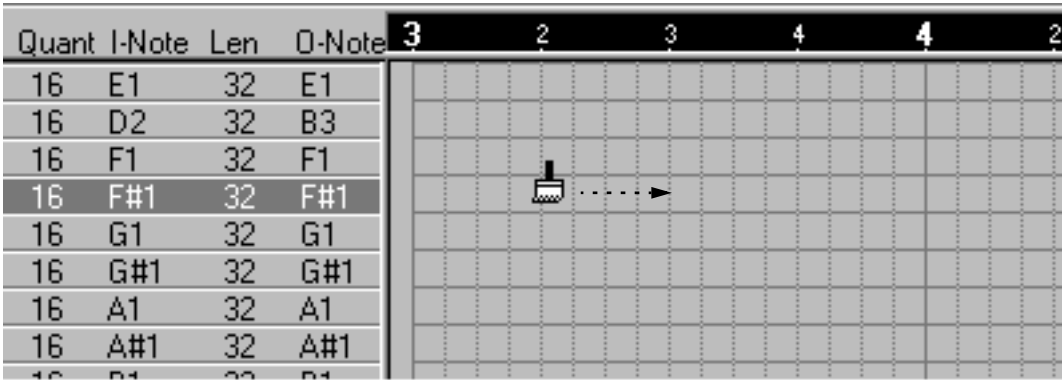 Quant I-Note Len O-Note 3 2 3 4 4 2
16 E1 32 E1
16 D2 32 B3
16 F1 32 F1
16 F#1 32 F#1
16 G1 32 G1
16 G#1 32 G#1
16 A1 32 A1
16 A#1 32 A#1